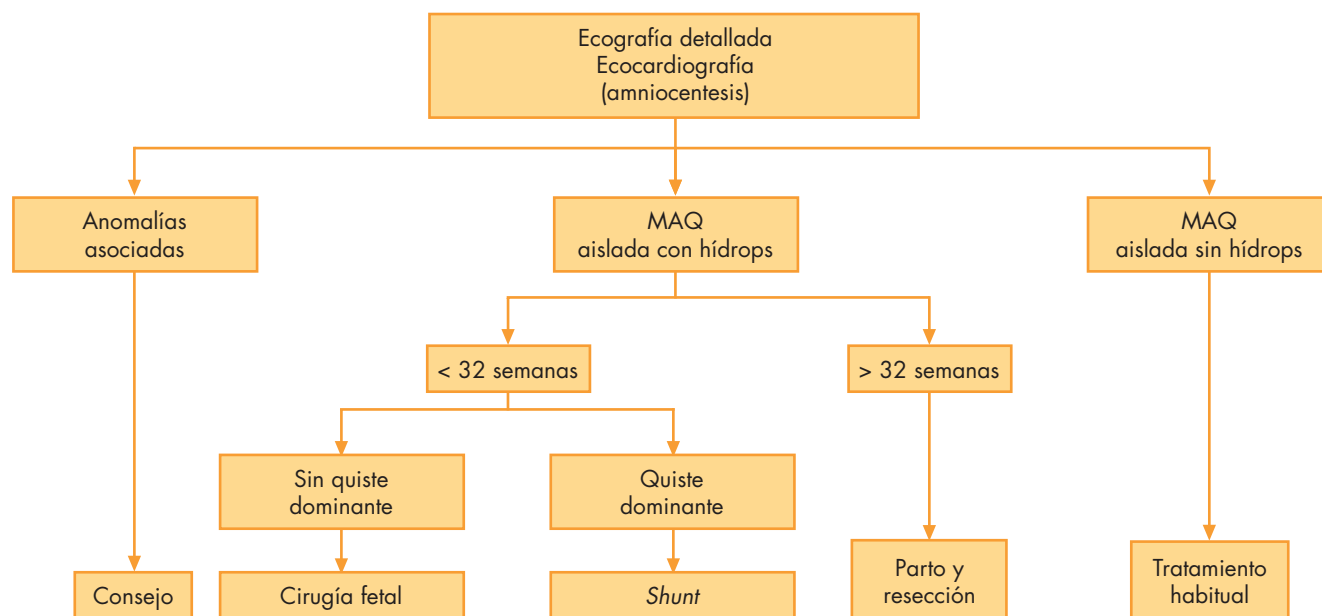 Ecografía detallada
Ecocardiografía
(amniocentesis)
Anomalías
asociadas
MAQ
aislada con hídrops
MAQ
aislada sin hídrops
< 32 semanas
> 32 semanas
Sin quiste
dominante
Quiste
dominante
Consejo
Cirugía fetal
Shunt
Parto y
resección
Tratamiento
habitual